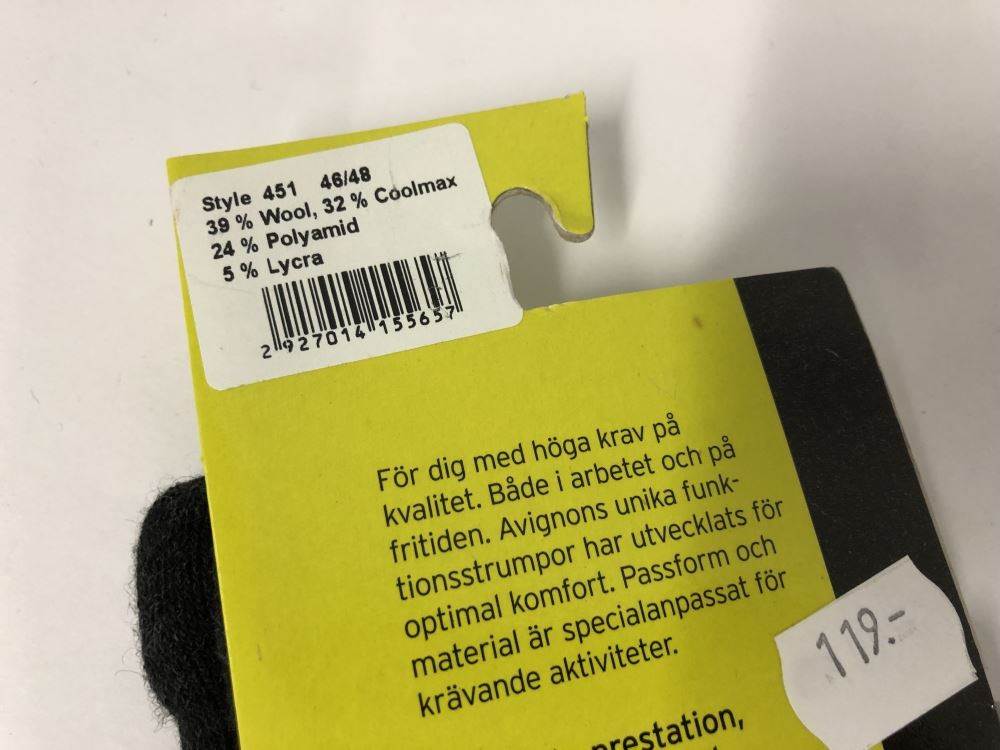 Style 451 46/48
39 % Wool, 32 % Coolmax
24 % Polyamid
5 % Lycra
2 927014 155657
För dig med höga krav på
kvalitet. Både i arbetet och på
fritiden. Avignons unika funk-
tionsstrumpor har utvecklats för
optimal komfort. Passform och
material är specialanpassat för
krävande aktiviteter.
prestation,
119.-